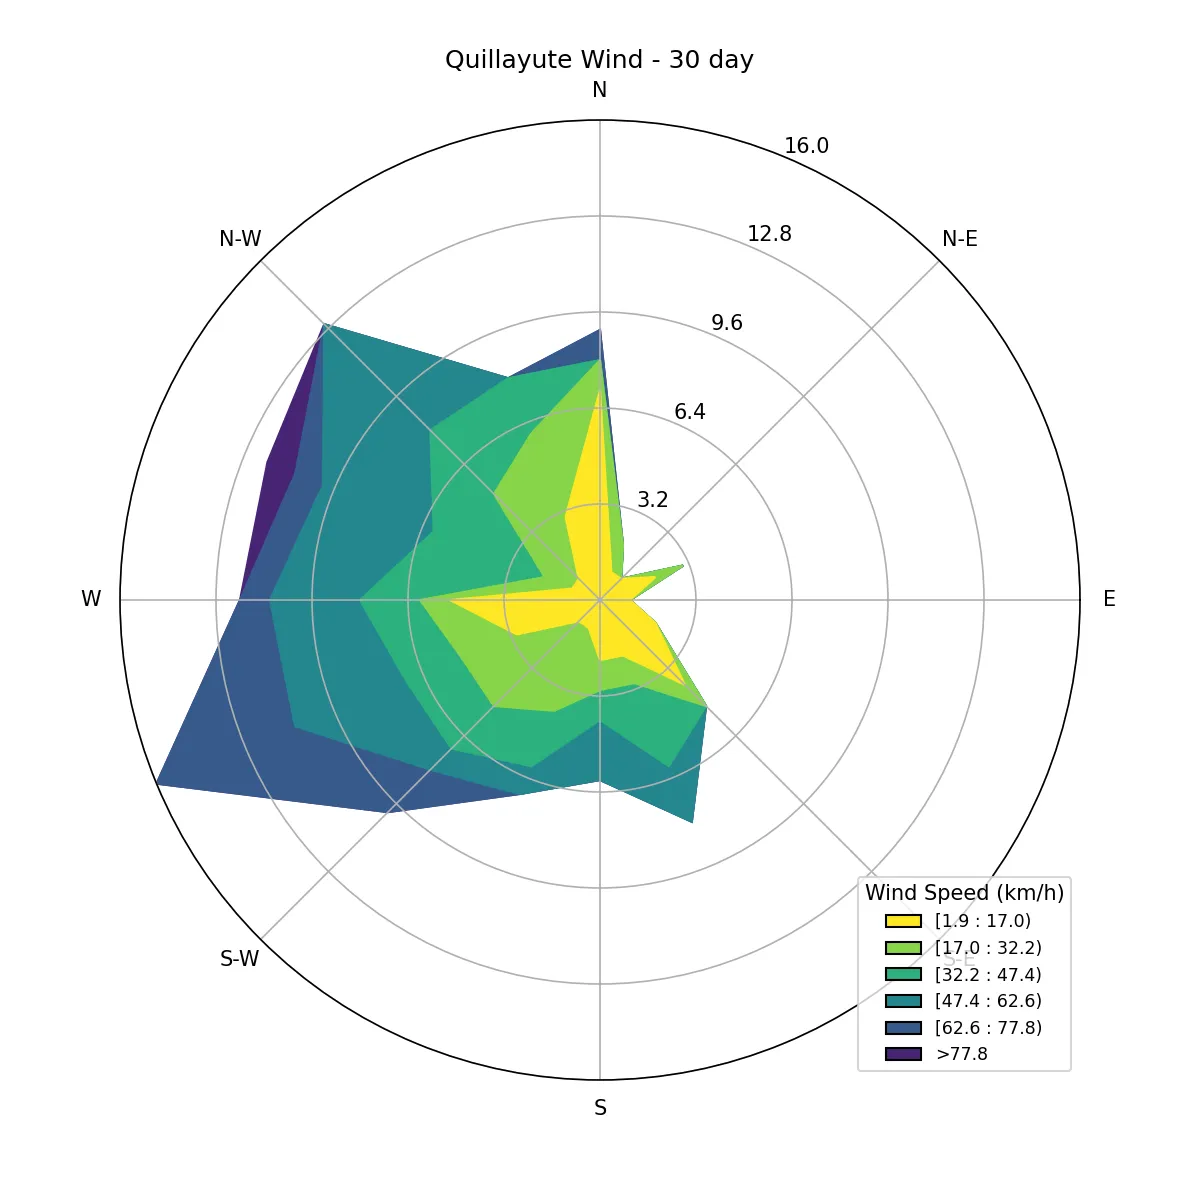 Quillayute Wind - 30 day
N
16.0
12.8
N-W
N-E
9.6
6.4
3.2
W
E
Wind Speed (km/h)
[1.9 : 17.0)
[17.0 : 32.2)
S-W
S-E
[32.2 : 47.4)
[47.4 : 62.6)
[62.6 : 77.8)
>77.8
S